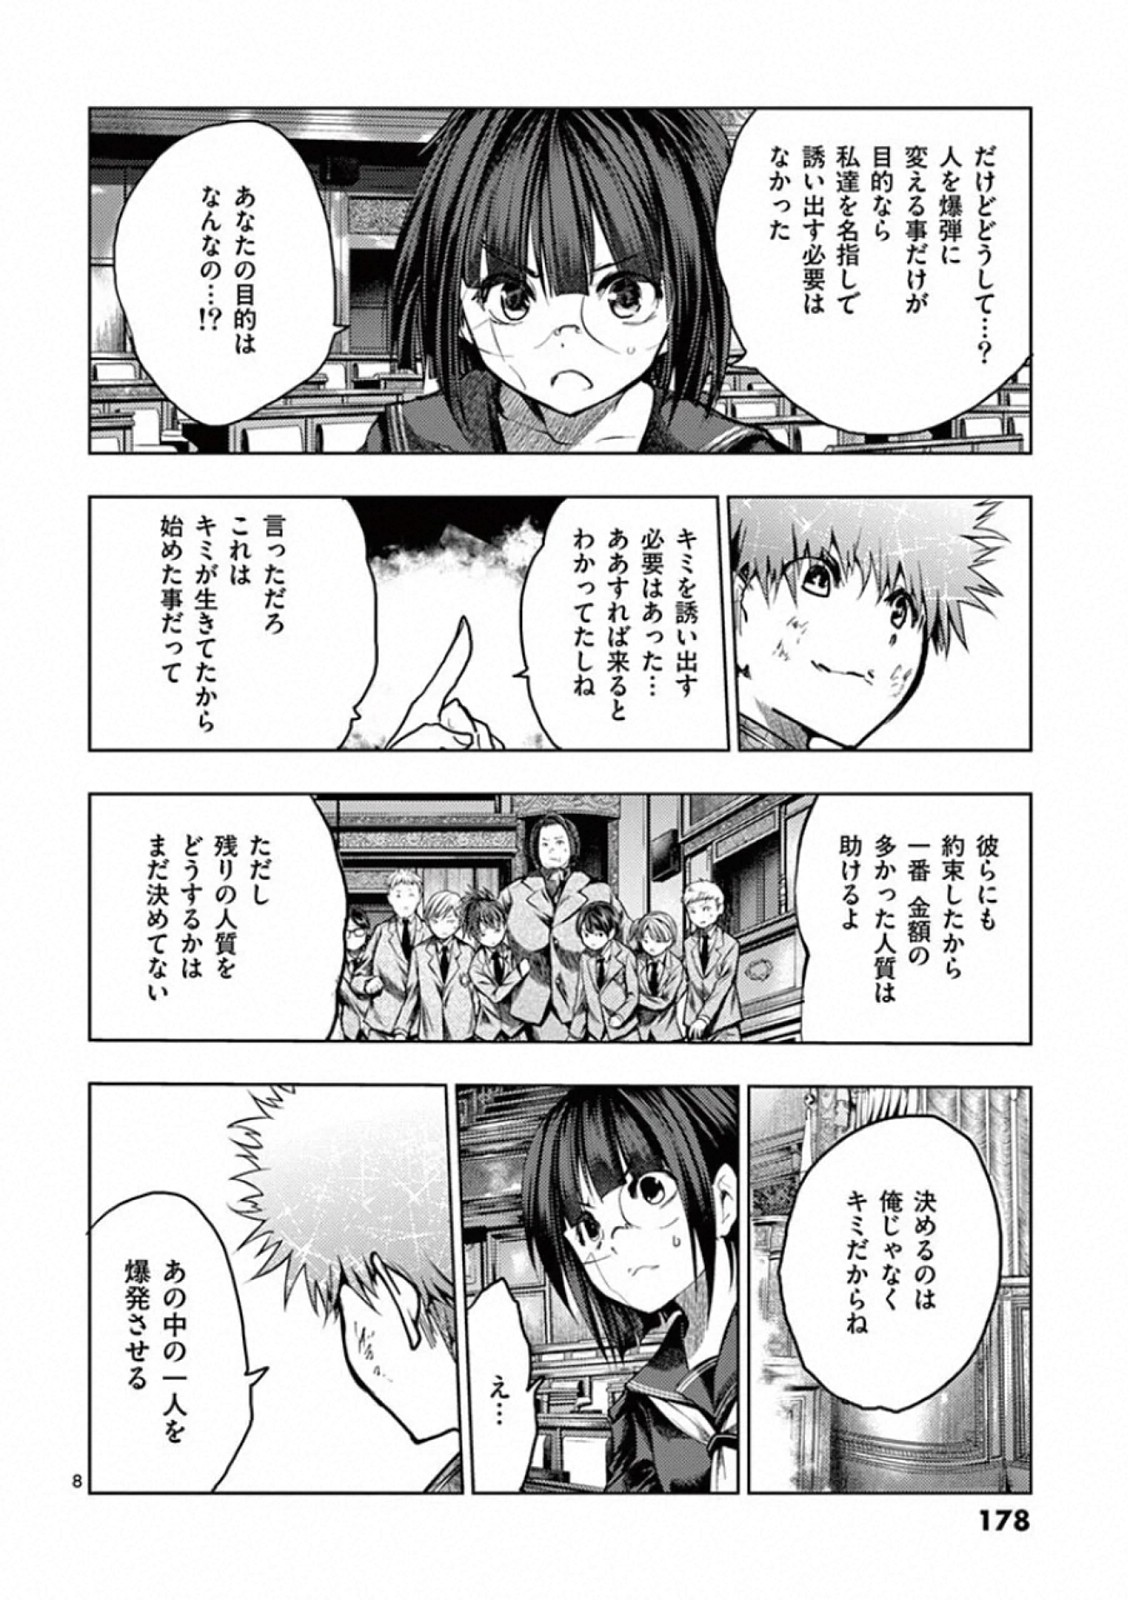 だけどどうして…?
人を爆弾に
変える事だけが
目的なら
私達を名指しで
誘い出す必要は
なかった
あなたの目的は
なんなの…!?
キミを誘い出す
必要はあった…
ああすれば来ると
わかってたしね
言っただろ
これは
キミが生きてたから
始めた事だって
彼らにも
約束したから
一番 金額の
多かった人質は
助けるよ
ただし
残りの人質を
どうするかは
まだ決めてない
決めるのは
俺じゃなく
キミだからね
え…
あの中の一人を
爆発させる
8
178